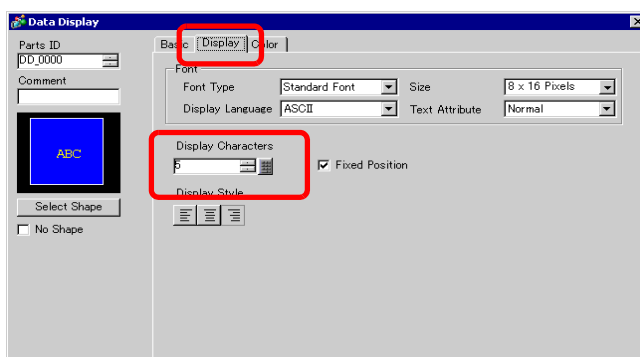 Data Display
Parts ID
DD_0000
Comment
ABC
Select Shape
No Shape
Basic Display Color
Font
Font Type Standard Font Size 8 x 16 Pixels
Display Language ASCII Text Attribute Normal
Display Characters
5
Fixed Position
Display Style